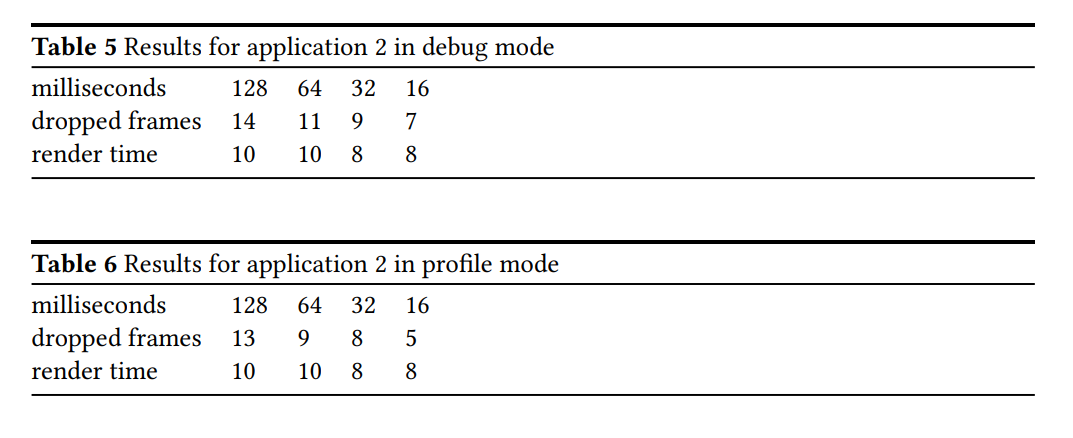 Table 5 Results for application 2 in debug mode
milliseconds 128 64 32 16
dropped frames 14 11 9 7
render time 10 10 8 8
Table 6 Results for application 2 in profile mode
milliseconds 128 64 32 16
dropped frames 13 9 8 5
render time 10 10 8 8